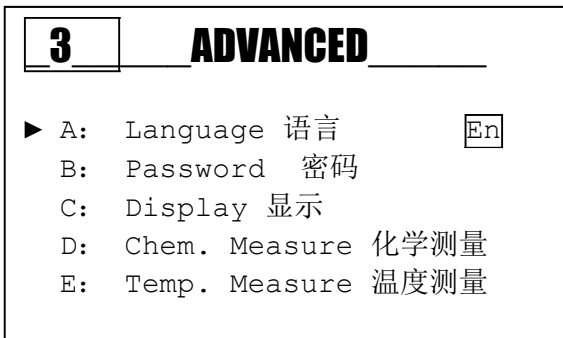 3 ADVANCED
► A: Language 语言 En
B: Password 密码
C: Display 显示
D: Chem. Measure 化学测量
E: Temp. Measure 温度测量